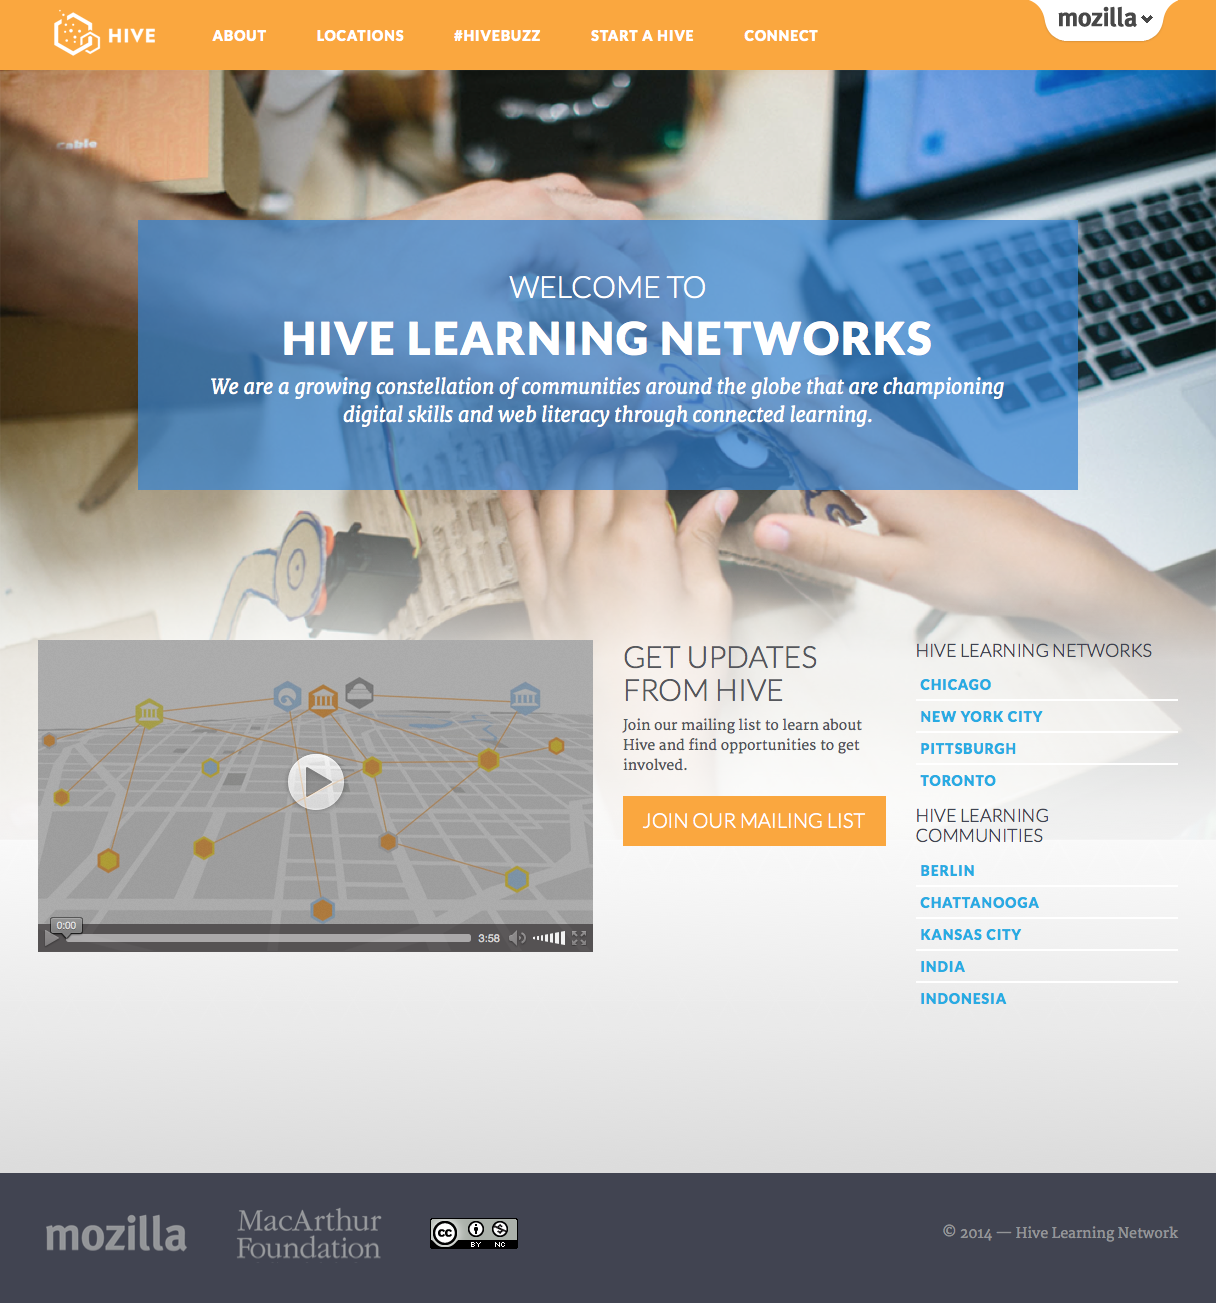 HIVE
ABOUT
LOCATIONS
#HIVEBUZZ
START A HIVE
CONNECT
mozilla
Cable
WELCOME TO
HIVE LEARNING NETWORKS
We are a growing constellation of communities around the globe that are championing
digital skills and web literacy through connected learning.
0:00
3:58
GET UPDATES
FROM HIVE
Join our mailing list to learn about
Hive and find opportunities to get
involved.
JOIN OUR MAILING LIST
HIVE LEARNING NETWORKS
CHICAGO
NEW YORK CITY
PITTSBURGH
TORONTO
HIVE LEARNING
COMMUNITIES
BERLIN
CHATTANOOGA
KANSAS CITY
INDIA
INDONESIA
mozilla
MacArthur
Foundation
cc
BY NC
© 2014 — Hive Learning Network